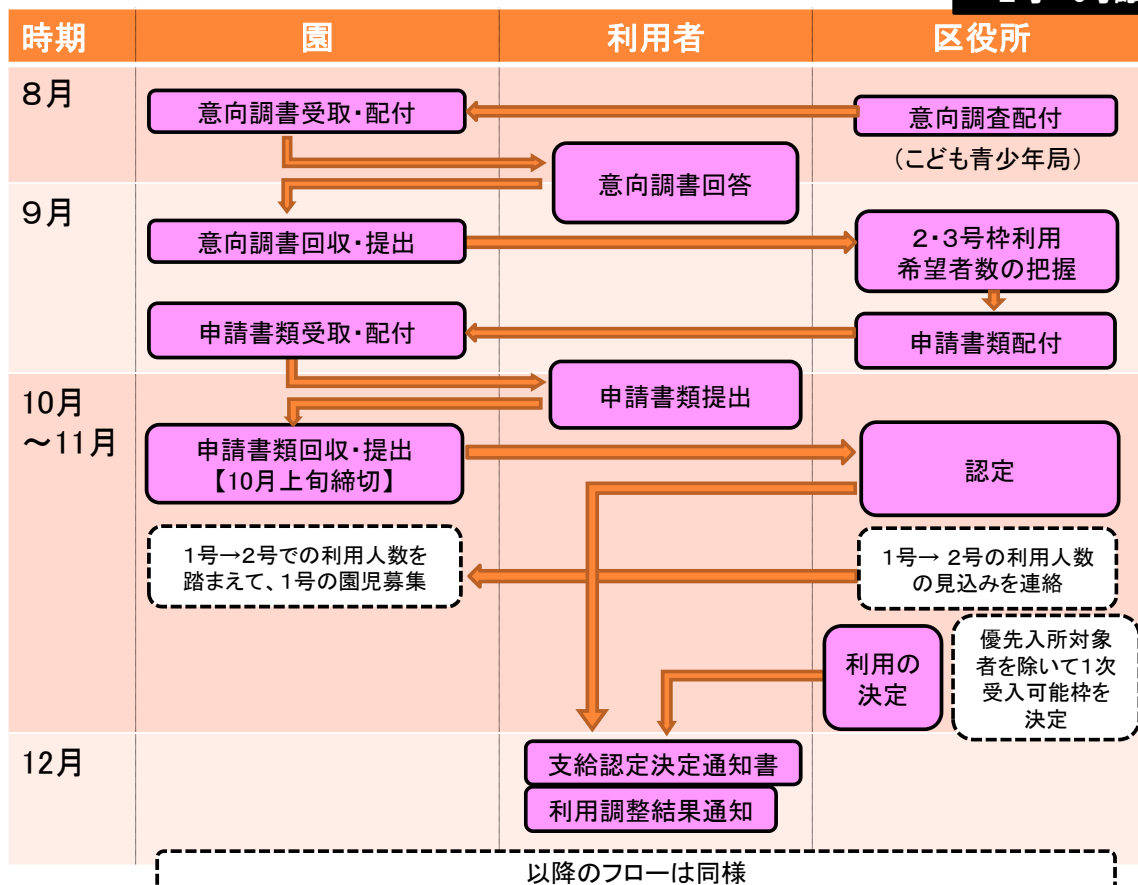 時期
園
利用者
区役所
8月
意向調書受取・配付
意向調査配付
(こども青少年局)
意向調書回答
9月
意向調書回収・提出
2・3号枠利用
希望者数の把握
申請書類受取・配付
申請書類配付
10月
～11月
申請書類提出
申請書類回収・提出
【10月上旬締切】
認定
1号→2号での利用人数を
踏まえて、1号の園児募集
1号→ 2号の利用人数
の見込みを連絡
利用の
決定
優先入所対象
者を除いて1次
受入可能枠を
決定
12月
支給認定決定通知書
利用調整結果通知
以降のフローは同様